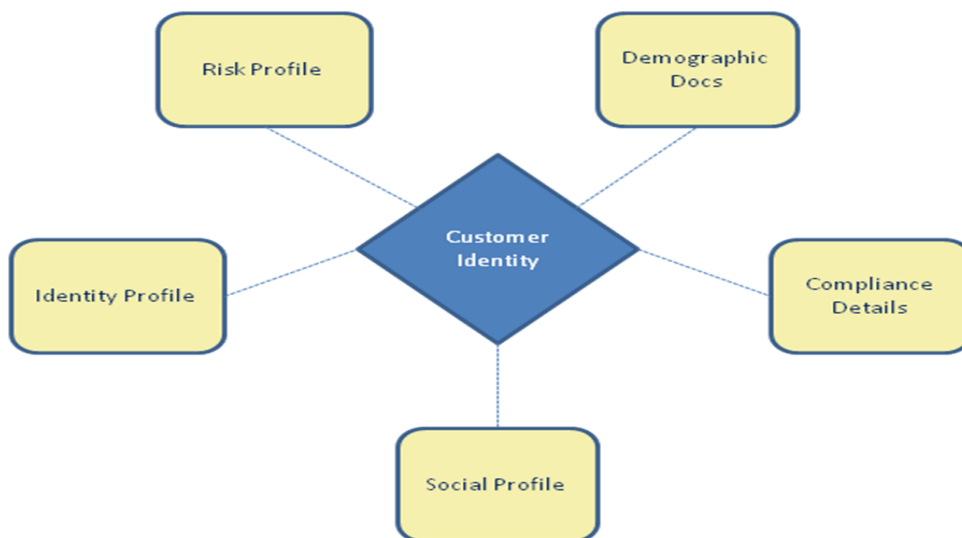 Risk Profile
Demographic
Docs
Customer
Identity
Identity Profile
Compliance
Details
Social Profile